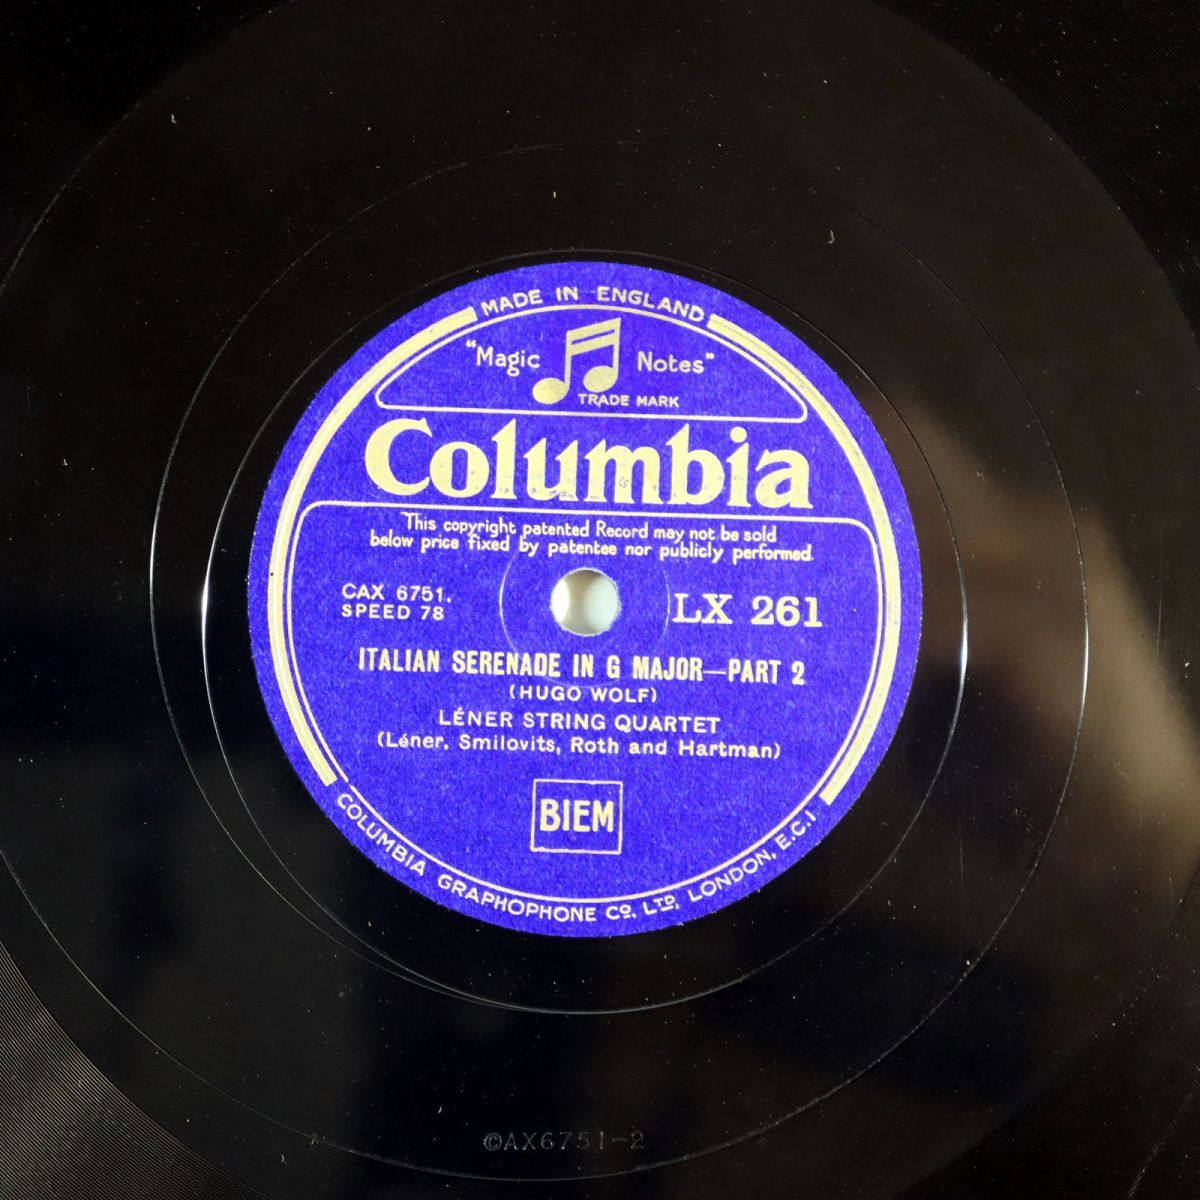 MADE IN ENGLAND
"Magic Notes"
TRADE MARK
Columbia
This copyright patented Record may not be sold
below price fixed by patentee nor publicly performed.
CAX 6751.
SPEED 78
LX 261
ITALIAN SERENADE IN G MAJOR—PART 2
(HUGO WOLF)
LÉNER STRING QUARTET
(Léner, Smilovits, Roth and Hartman)
BIEM
COLUMBIA GRAPHOPHONE CO. LTD, LONDON, E.C.1
©AX6751-2